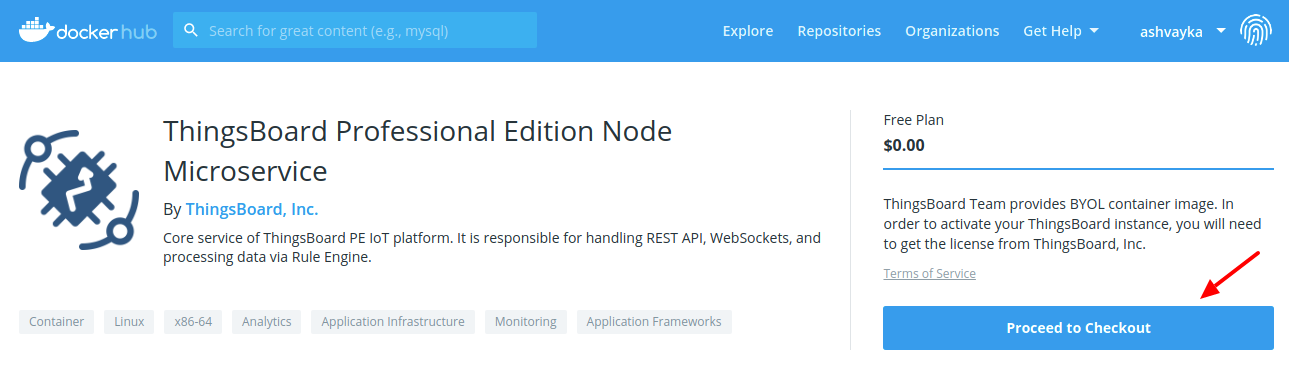 docker hub
Search for great content (e.g., mysql)
Explore
Repositories
Organizations
Get Help
ashvayka
ThingsBoard Professional Edition Node
Microservice
By ThingsBoard, Inc.
Core service of ThingsBoard PE IoT platform. It is responsible for handling REST API, WebSockets, and
processing data via Rule Engine.
Container
Linux
x86-64
Analytics
Application Infrastructure
Monitoring
Application Frameworks
Free Plan
$0.00
ThingsBoard Team provides BYOL container image. In
order to activate your ThingsBoard instance, you will need
to get the license from ThingsBoard, Inc.
Terms of Service
Proceed to Checkout